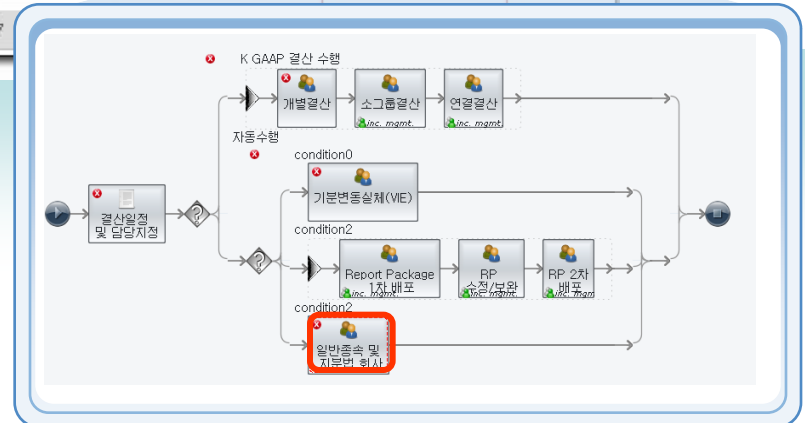 K GAAP 결산 수행
개별결산
소그룹결산
inc. mgmt.
연결결산
inc. mgmt.
자동수행
condition0
기분변동실체(VIE)
결산일정
및 담당지정
condition2
Report Package
1차 배포
inc. mgmt.
RP
수정/보완
inc. mgmt.
RP 2차
배포
inc. mgm
condition2
일반종속 및
지분법 회사